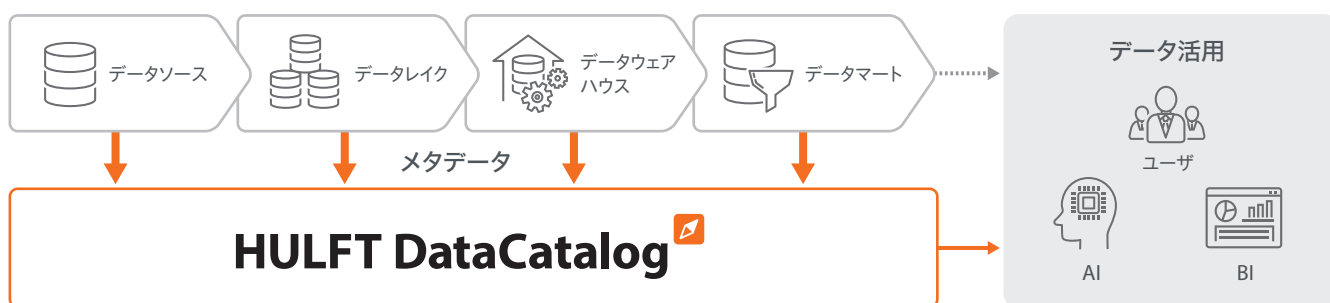 データソース
データレイク
データウェア
ハウス
データマート
データ活用
ユーザ
メタデータ
HULFT DataCatalog
AI
BI